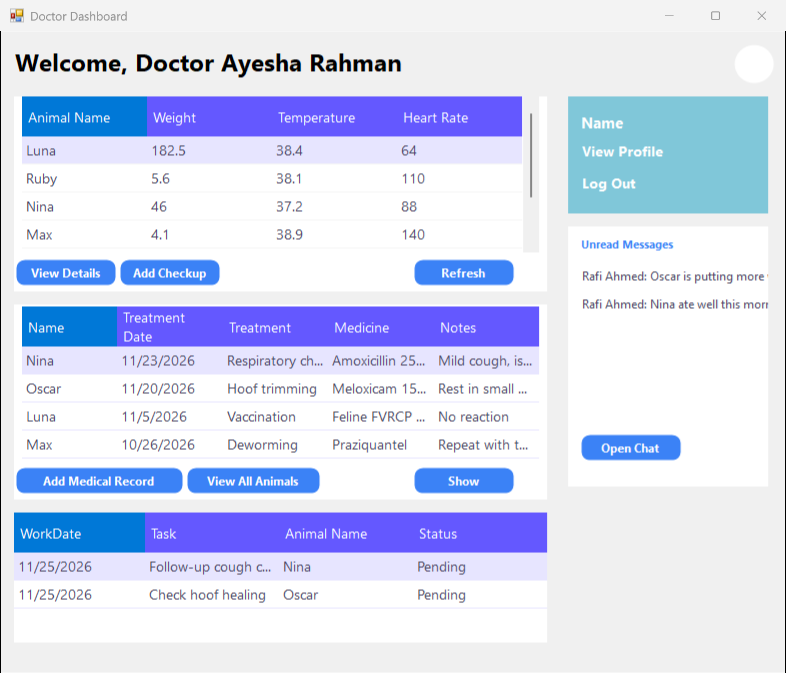 Doctor Dashboard
Welcome, Doctor Ayesha Rahman
Animal Name Weight Temperature Heart Rate
Luna 182.5 38.4 64
Ruby 5.6 38.1 110
Nina 46 37.2 88
Max 4.1 38.9 140
View Details Add Checkup Refresh
Name
View Profile
Log Out
Unread Messages
Rafi Ahmed: Oscar is putting more
Rafi Ahmed: Nina ate well this
Open Chat
Name Treatment Date Treatment Medicine Notes
Nina 11/23/2026 Respiratory ch... Amoxicillin 25... Mild cough, is...
Oscar 11/20/2026 Hoof trimming Meloxicam 15... Rest in small ...
Luna 11/5/2026 Vaccination Feline FVRCP ... No reaction
Max 10/26/2026 Deworming Praziquantel Repeat with t...
Add Medical Record View All Animals Show
WorkDate Task Animal Name Status
11/25/2026 Follow-up cough c... Nina Pending
11/25/2026 Check hoof healing Oscar Pending